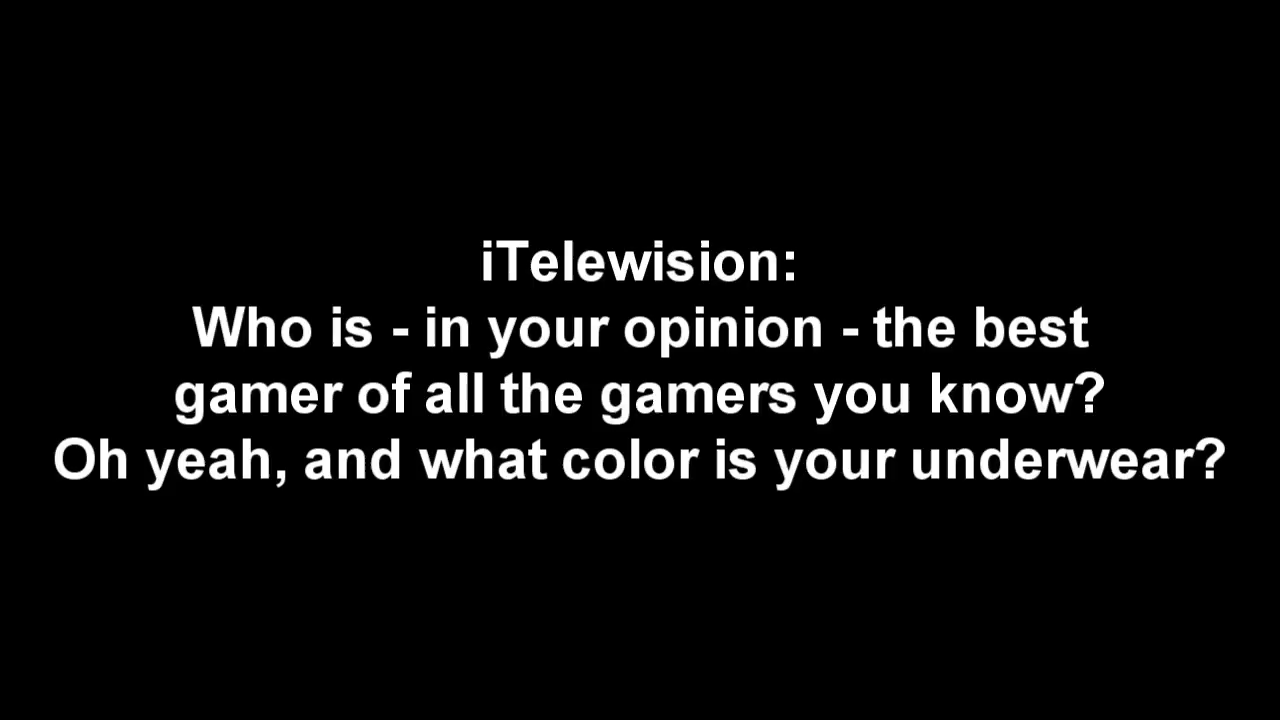 iTelewision:
Who is - in your opinion - the best
gamer of all the gamers you know?
Oh yeah, and what color is your underwear?